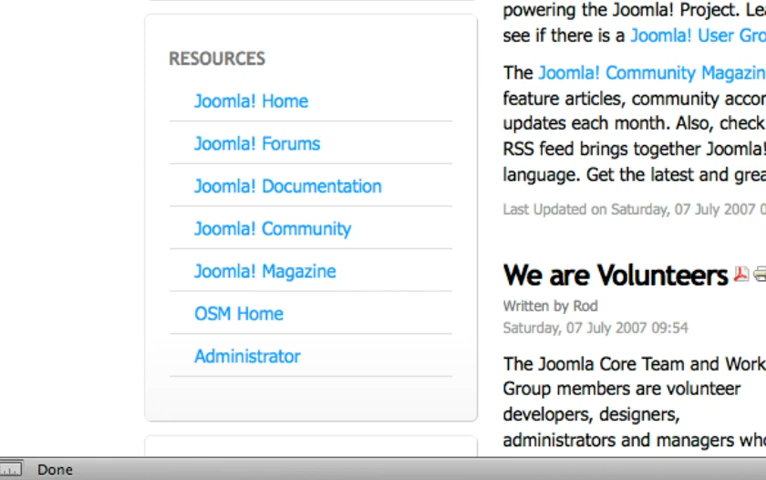 RESOURCES
Joomla! Home
Joomla! Forums
Joomla! Documentation
Joomla! Community
Joomla! Magazine
OSM Home
Administrator
powering the Joomla! Project. Lea
see if there is a Joomla! User Gro
The Joomla! Community Magazin
feature articles, community accor
updates each month. Also, check
RSS feed brings together Joomla!
language. Get the latest and grea
Last Updated on Saturday, 07 July 2007 0
We are Volunteers
Written by Rod
Saturday, 07 July 2007 09:54
The Joomla Core Team and Work
Group members are volunteer
developers, designers,
administrators and managers who
Done